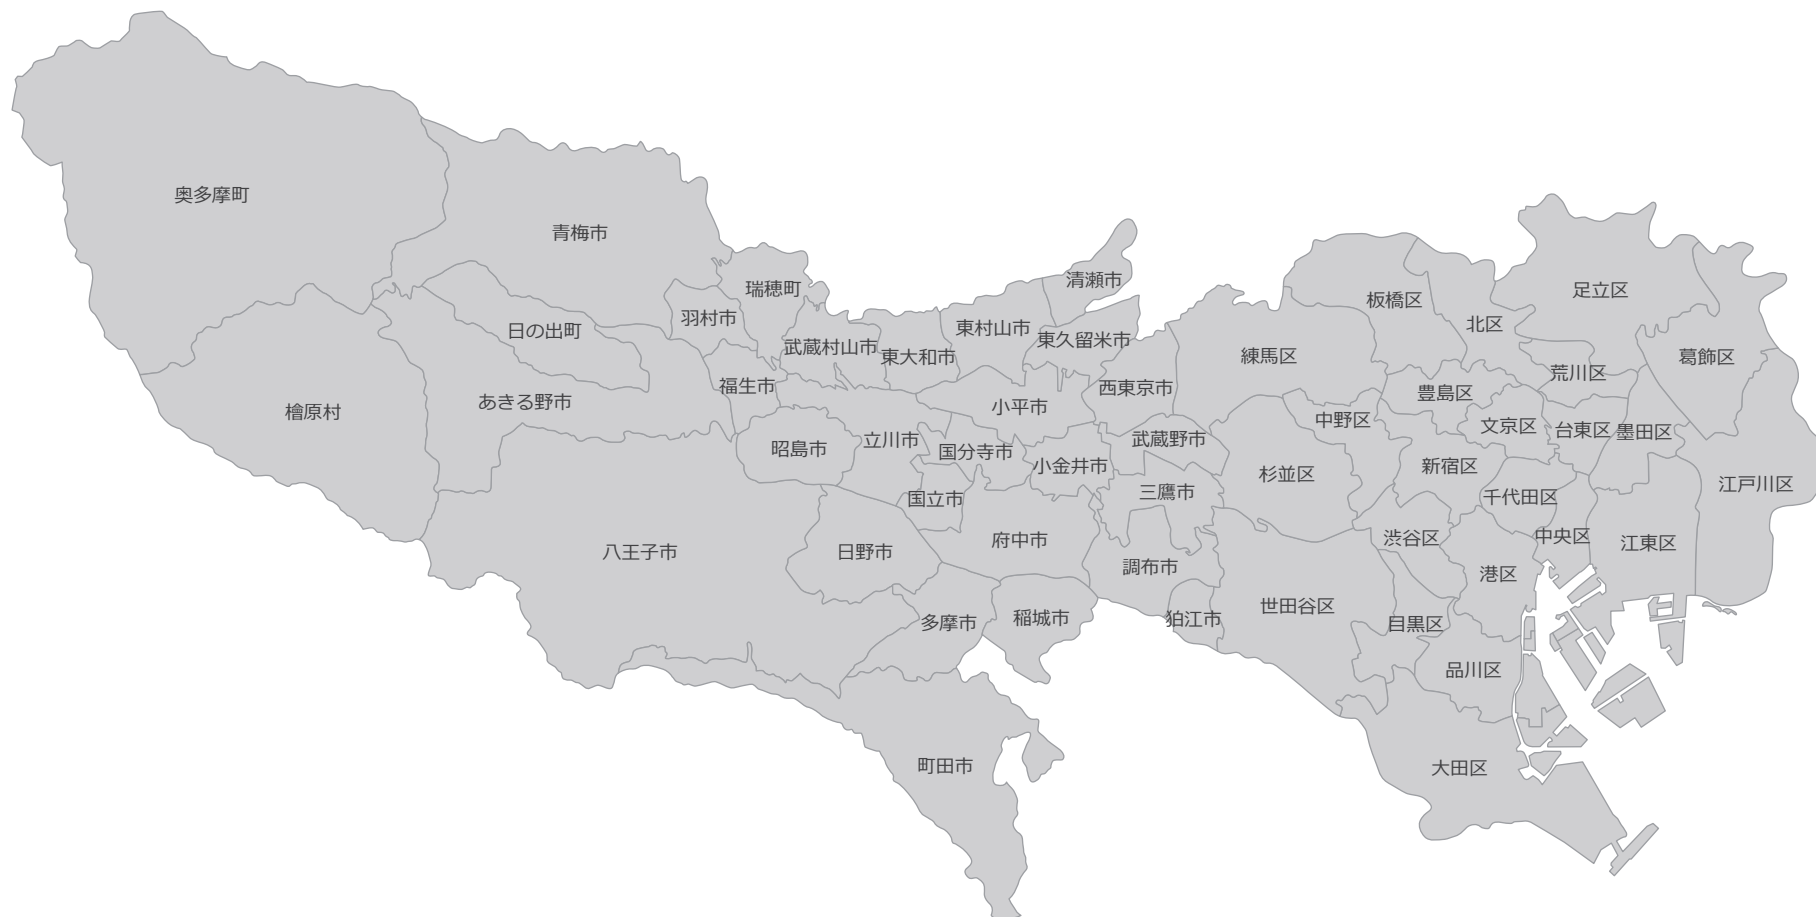 奥多摩町
青梅市
瑞穂町
清瀬市
羽村市
日の出町
武蔵村山市
東大和市
東村山市
東久留米市
檜原村
あきる野市
福生市
小平市
西東京市
昭島市
立川市
国分寺市
小金井市
武蔵野市
国立市
三鷹市
八王子市
日野市
府中市
調布市
多摩市
稲城市
狛江市
町田市
板橋区
北区
足立区
練馬区
荒川区
葛飾区
豊島区
中野区
文京区
台東区
墨田区
杉並区
新宿区
千代田区
江戸川区
渋谷区
中央区
江東区
港区
世田谷区
目黒区
品川区
大田区